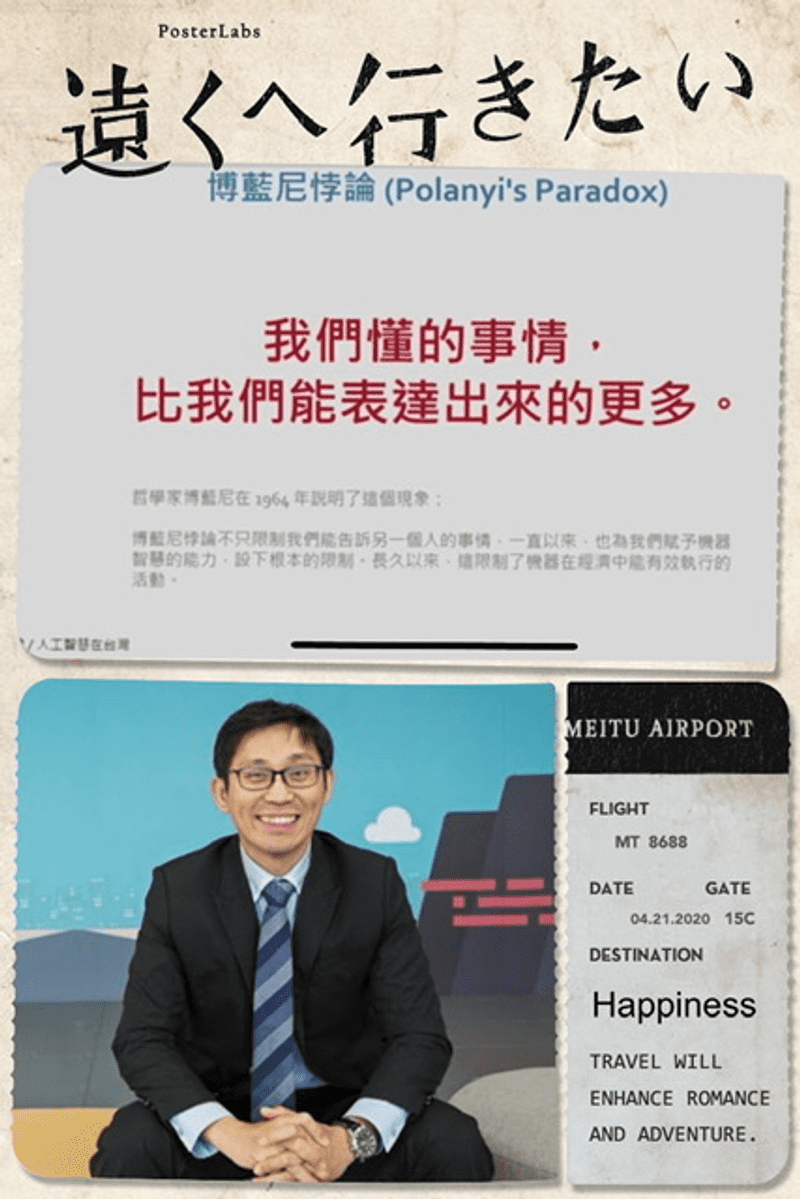 PosterLabs
遠くへ行きたい
博藍尼悖論 (Polanyi's Paradox)
我們懂的事情，
比我們能表達出來的更多。
哲學家博藍尼在 1964 年說明了這個現象：
博藍尼悖論不只限制我們能告訴另一個人的事情，一直以來，也為我們賦予機器
智慧的能力，設下根本的限制。長久以來，這限制了機器在經濟中能有效執行的
活動。
/ 人工智慧在台灣
MEITU AIRPORT
FLIGHT
MT 8688
DATE GATE
04.21.2020 15C
DESTINATION
Happiness
TRAVEL WILL
ENHANCE ROMANCE
AND ADVENTURE.